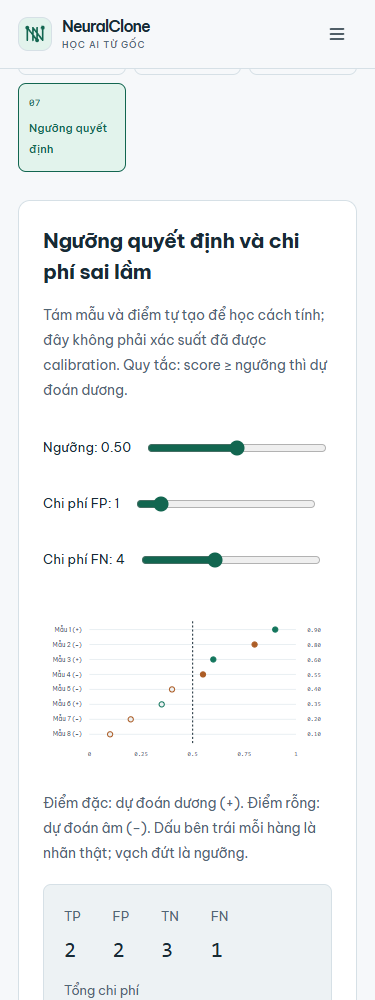 NeuralClone
HỌC AI TỪ GỐC
07
Ngưỡng quyết
định
Ngưỡng quyết định và chi
phí sai lầm
Tám mẫu và điểm tự tạo để học cách tính;
đây không phải xác suất đã được
calibration. Quy tắc: score ≥ ngưỡng thì dự
đoán dương.
Ngưỡng: 0.50
Chi phí FP: 1
Chi phí FN: 4
Mẫu 1 (+) 0.90
Mẫu 2 (−) 0.80
Mẫu 3 (+) 0.60
Mẫu 4 (−) 0.55
Mẫu 5 (−) 0.40
Mẫu 6 (+) 0.35
Mẫu 7 (−) 0.20
Mẫu 8 (−) 0.10
0 0.25 0.5 0.75 1
Điểm đặc: dự đoán dương (+). Điểm rỗng:
dự đoán âm (−). Dấu bên trái mỗi hàng là
nhãn thật; vạch đứt là ngưỡng.
TP FP TN FN
2 2 3 1
Tổng chi phí